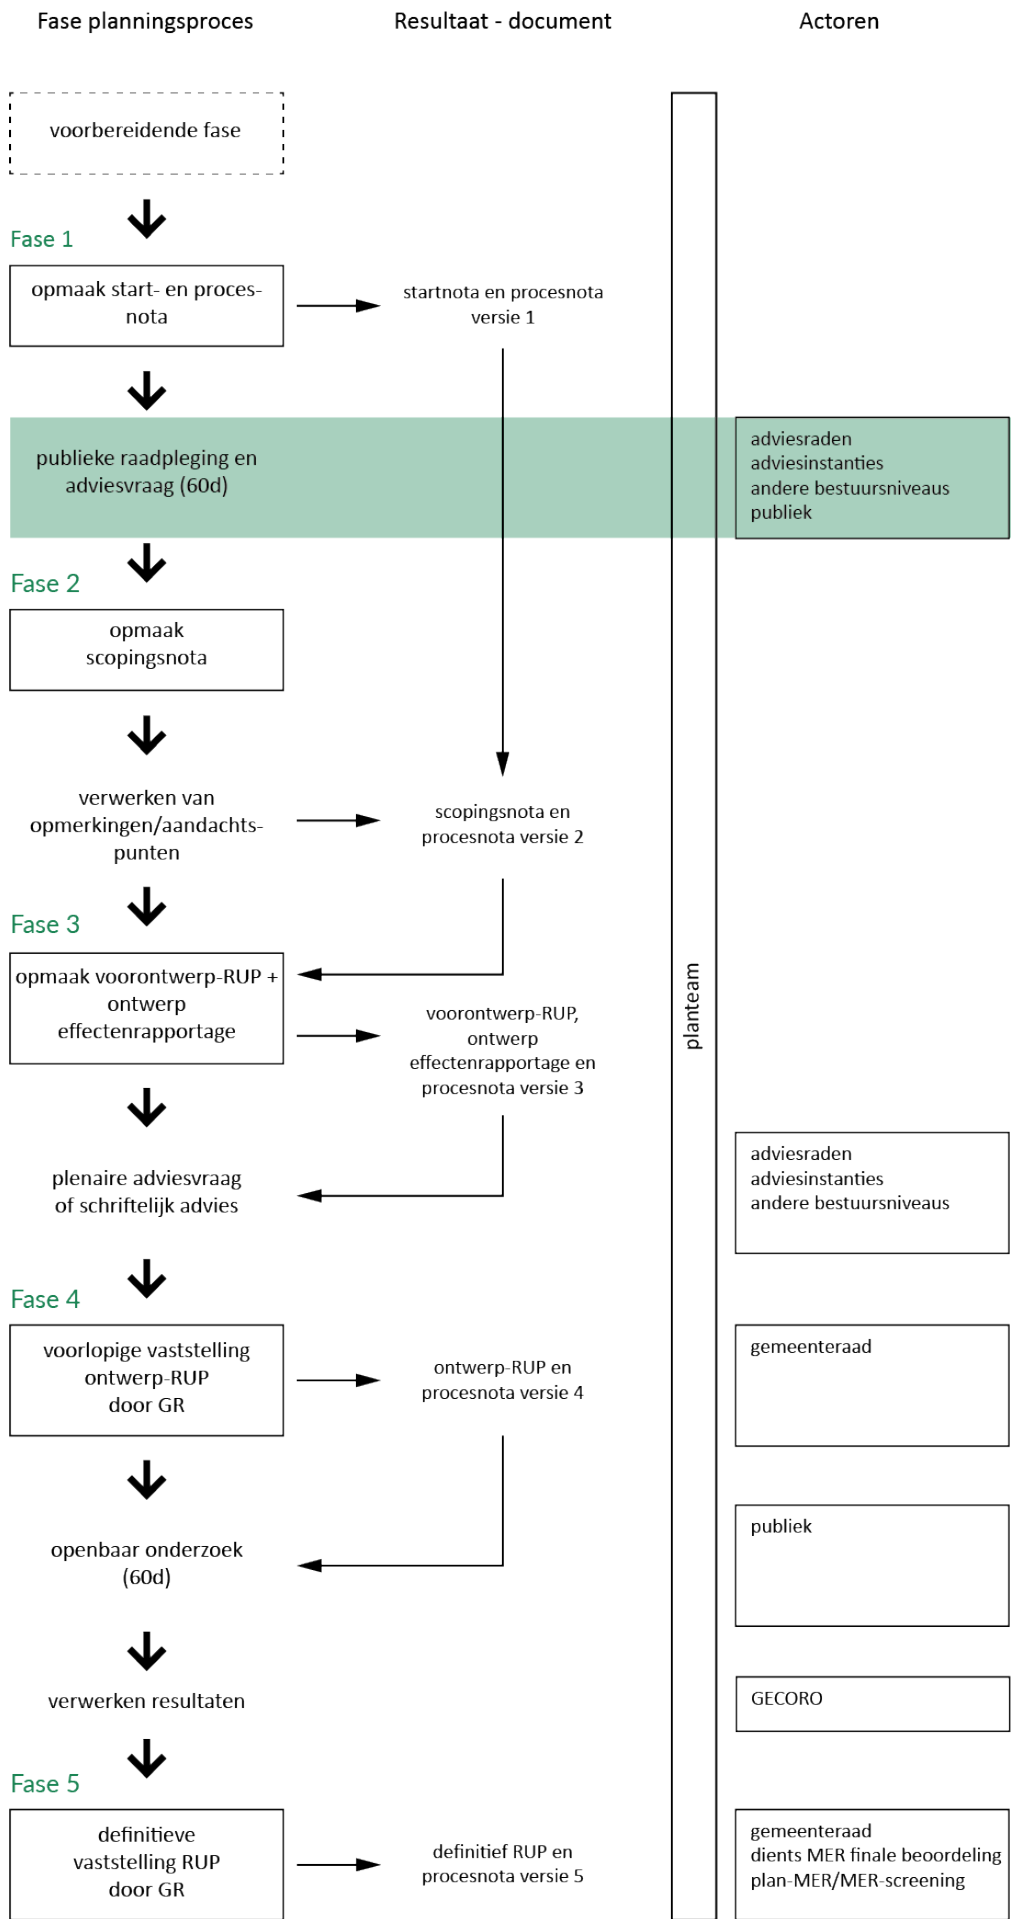 Fase planningsproces
Resultaat - document
Actoren
voorbereidende fase
Fase 1
opmaak start- en proces-
nota
startnota en procesnota
versie 1
publieke raadpleging en
adviesvraag (60d)
adviesraden
adviesinstanties
andere bestuursniveaus
publiek
Fase 2
opmaak
scopingsnota
verwerken van
opmerkingen/aandachts-
punten
scopingsnota en
procesnota versie 2
Fase 3
opmaak voorontwerp-RUP +
ontwerp
effectenrapportage
voorontwerp-RUP,
ontwerp
effectenrapportage en
procesnota versie 3
planteam
plenaire adviesvraag
of schriftelijk advies
adviesraden
adviesinstanties
andere bestuursniveaus
Fase 4
voorlopige vaststelling
ontwerp-RUP
door GR
ontwerp-RUP en
procesnota versie 4
gemeenteraad
openbaar onderzoek
(60d)
publiek
verwerken resultaten
GECORO
Fase 5
definitieve
vaststelling RUP
door GR
definitief RUP en
procesnota versie 5
gemeenteraad
dients MER finale beoordeling
plan-MER/MER-screening